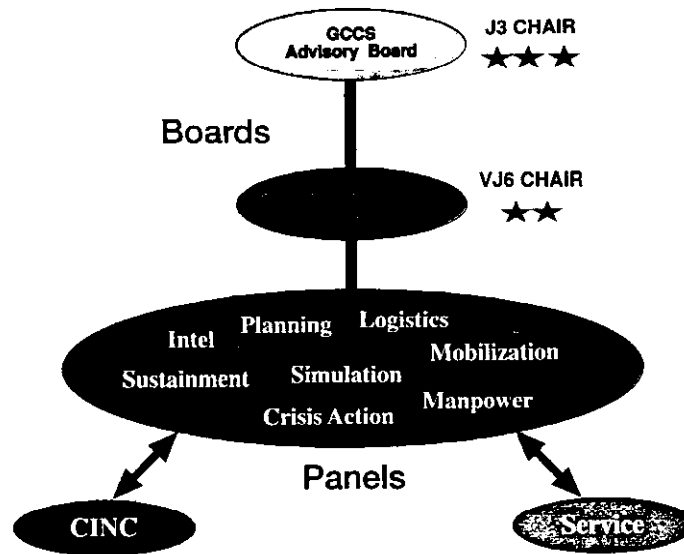 GCCS
Advisory Board
J3 CHAIR
Boards
VJ6 CHAIR
Intel
Planning
Logistics
Mobilization
Sustainment
Simulation
Manpower
Crisis Action
Panels
CINC
Service